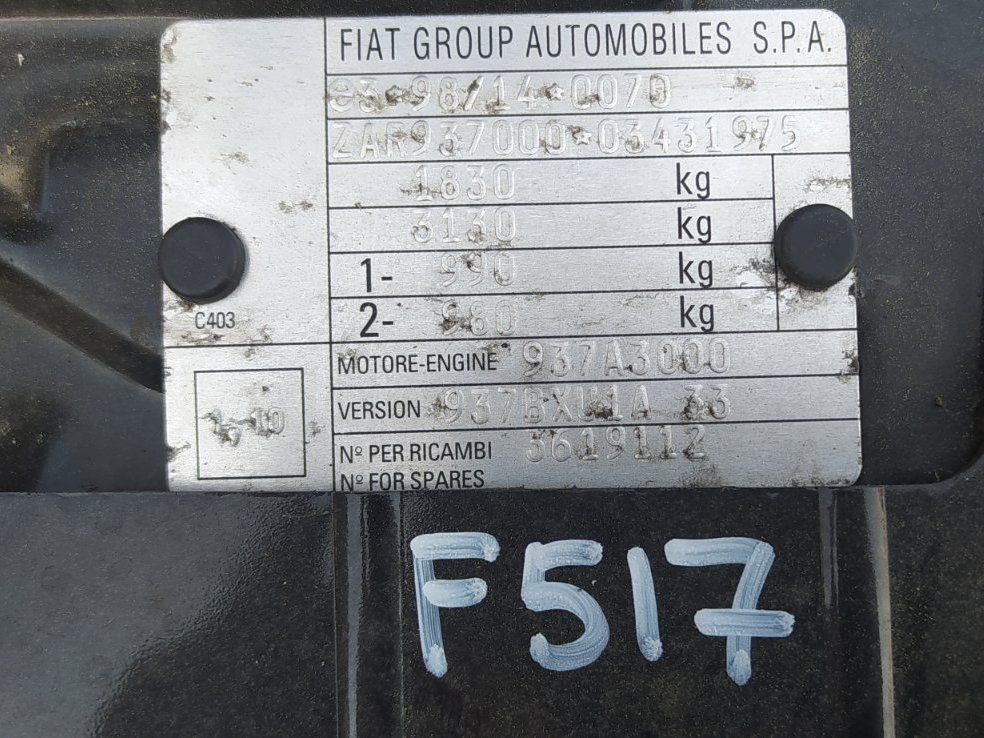 FIAT GROUP AUTOMOBILES S.P.A.
e3*98/14*0070
ZAR937000*03431975
1830 kg
3130 kg
1- 990 kg
2- 980 kg
C403
MOTORE-ENGINE 937A3000
VERSION 937BXU1A 33
Nº PER RICAMBI 3619112
Nº FOR SPARES
F517